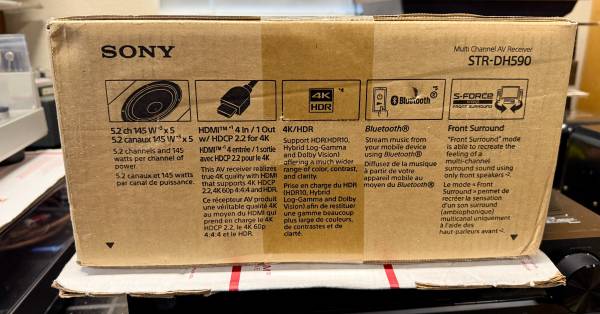 SONY
Multi Channel AV Receiver
STR-DH590
4K
HDR
*4
Bluetooth
S-FORCE
FRONT SURROUND
5.2 ch 145 W *3 x 5
5.2 canaux 145 W *3 x 5
5.2 channels and 145
watts per channel of
power.
5.2 canaux et 145 watts
par canal de puissance.
HDMI™ *1 4 In / 1 Out
w/ HDCP 2.2 for 4K
HDMI™ *1 4 entrée / 1 sortie
avec HDCP 2.2 pour le 4K
This AV receiver realizes
true 4K quality with HDMI
that supports 4K HDCP
2.2, 4K 60p 4:4:4 and HDR.
Ce récepteur AV produit
une véritable qualité 4K
au moyen du HDMI qui
prend en charge le 4K
HDCP 2.2, le 4K 60p
4:4:4 et le HDR.
4K/HDR
Support HDR(HDR10,
Hybrid Log-Gamma
and Dolby Vision)
offering a much wider
range of color, contrast,
and clarity.
Prise en charge du HDR
(HDR10, Hybrid
Log-Gamma and Dolby
Vision) afin de restituer
une gamme beaucoup
plus large de couleurs,
de contrastes et de
clarté.
Bluetooth®
Stream music from
your mobile device
using Bluetooth®
Diffusez de la musique
à partir de votre
appareil mobile au
moyen du Bluetooth®
Front Surround
"Front Surround" mode
is able to recreate the
feeling of a
multi-channel
surround sound using
only front speakers *2.
Le mode « Front
Surround » permet de
recréer la sensation
d'un son surround
(ambiophonique)
multicanal uniquement
à l'aide des
haut-parleurs avant *2.